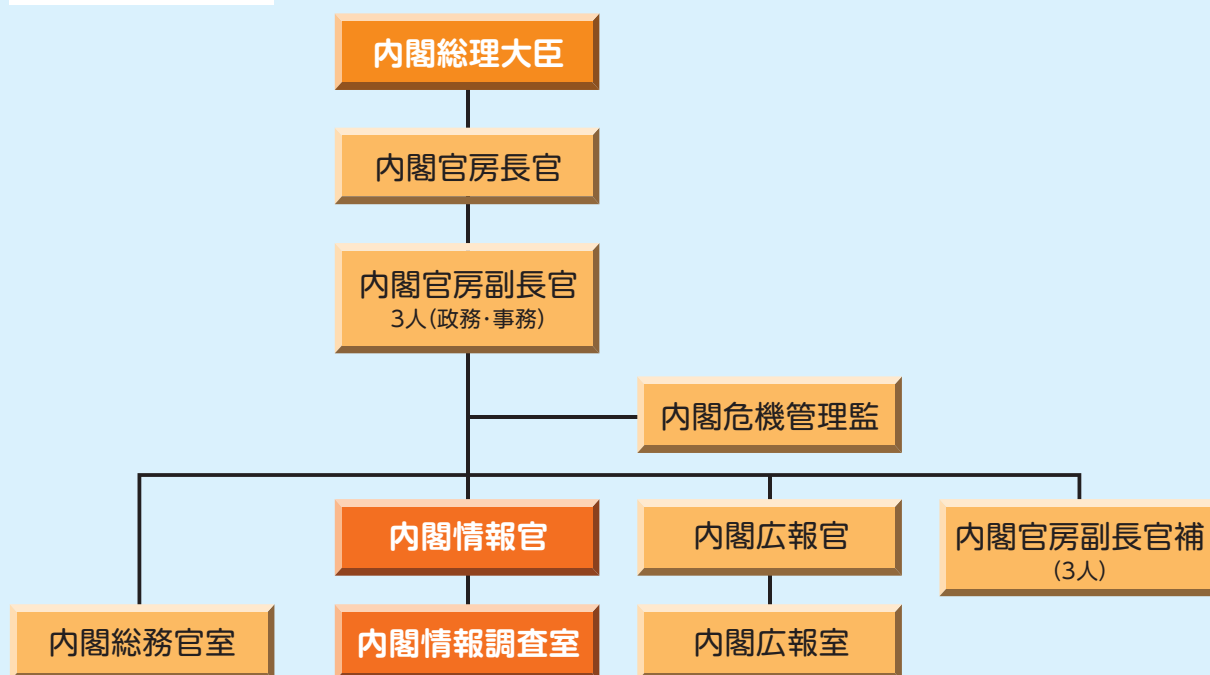 内閣総理大臣
内閣官房長官
内閣官房副長官
3人(政務・事務)
内閣危機管理監
内閣情報官
内閣広報官
内閣官房副長官補
(3人)
内閣総務官室
内閣情報調査室
内閣広報室